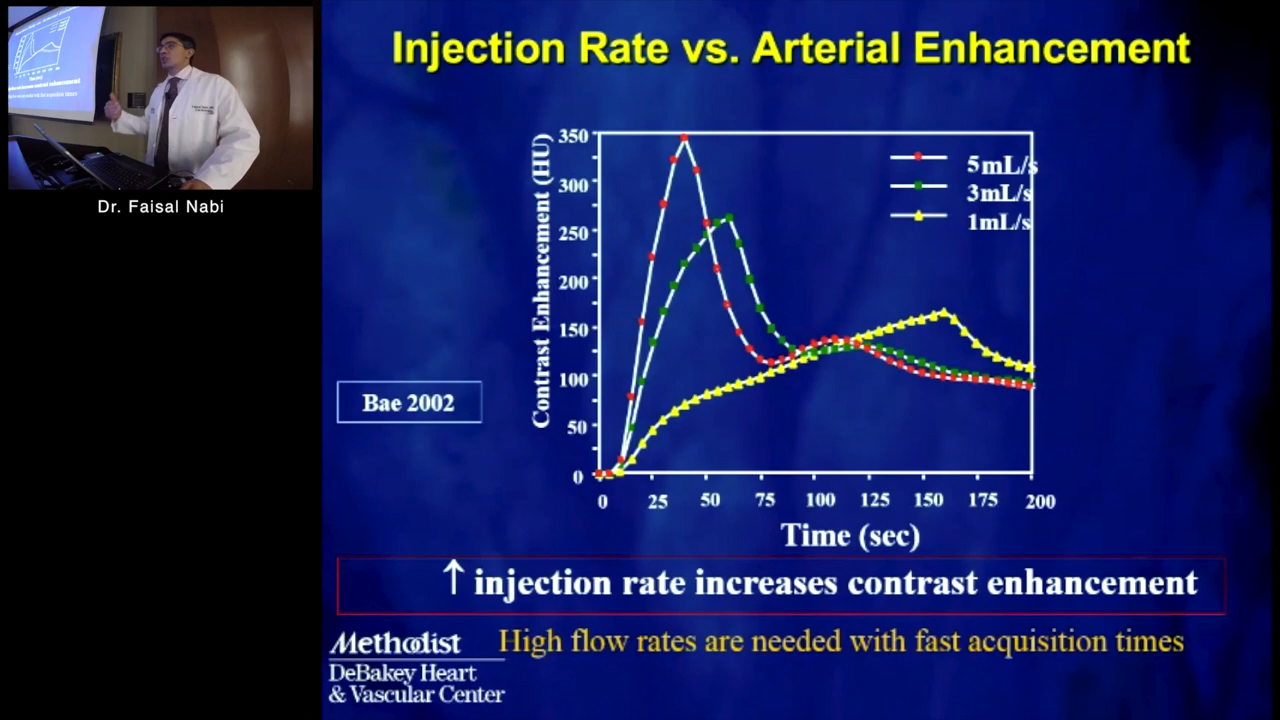 Injection Rate vs. Arterial Enhancement
Dr. Faisal Nabi
Contrast Enhancement (HU)
350
300
250
200
150
100
50
0
5mL/s
3mL/s
1mL/s
0 25 50 75 100 125 150 175 200
Time (sec)
Bae 2002
↑ injection rate increases contrast enhancement
High flow rates are needed with fast acquisition times
Methodist
DeBakey Heart
& Vascular Center